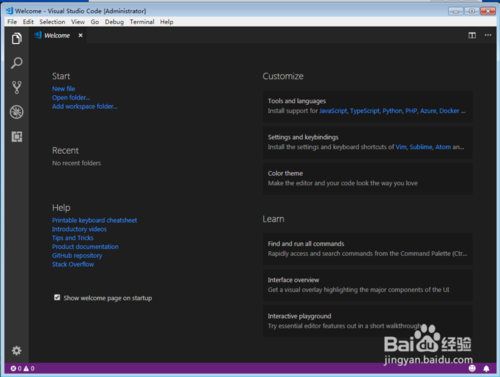 Welcome - Visual Studio Code [Administrator]
File Edit Selection View Go Debug Terminal Help
Welcome
Start
New file
Open folder...
Add workspace folder...
Recent
No recent folders
Help
Printable keyboard cheatsheet
Introductory videos
Tips and Tricks
Product documentation
GitHub repository
Stack Overflow
Show welcome page on startup
Customize
Tools and languages
Install support for JavaScript, TypeScript, Python, PHP, Azure, Docker ...
Settings and keybindings
Install the settings and keyboard shortcuts of Vim, Sublime, Atom an...
Color theme
Make the editor and your code look the way you love
Learn
Find and run all commands
Rapidly access and search commands from the Command Palette (Ctr...
Interface overview
Get a visual overlay highlighting the major components of the UI
Interactive playground
Try essential editor features out in a short walkthrough
Baidu经验
jingyan.baidu.com
0 0